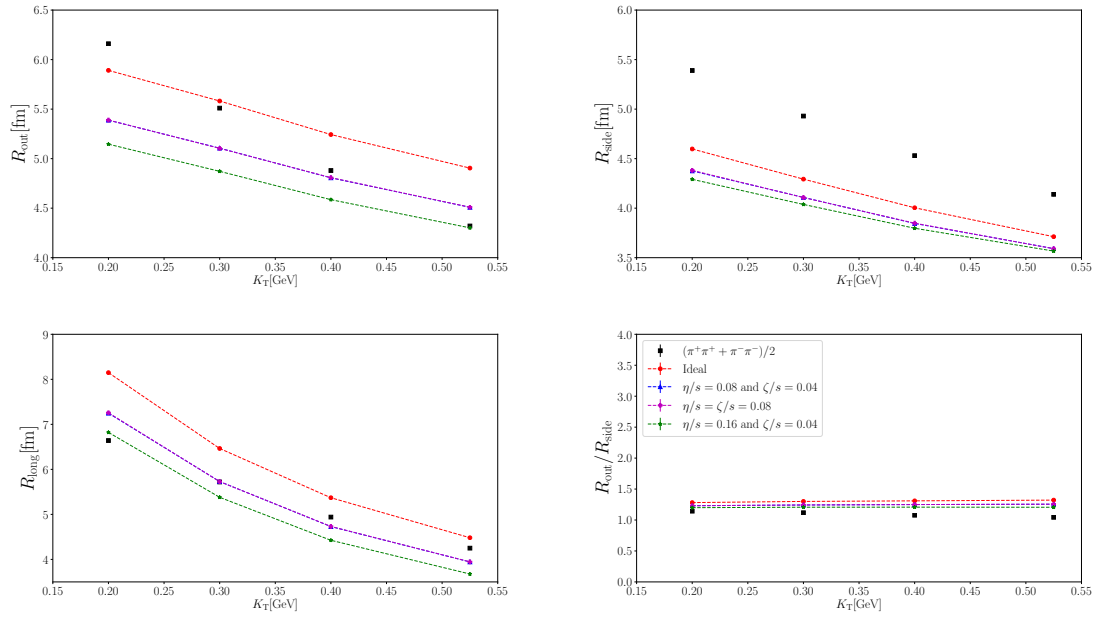 6.5
6.0
5.5
5.0
4.5
4.0
R_out[fm]
0.15 0.20 0.25 0.30 0.35 0.40 0.45 0.50 0.55
K_T[GeV]
6.0
5.5
5.0
4.5
4.0
3.5
R_side[fm]
0.15 0.20 0.25 0.30 0.35 0.40 0.45 0.50 0.55
K_T[GeV]
9
8
7
6
5
4
R_long[fm]
0.15 0.20 0.25 0.30 0.35 0.40 0.45 0.50 0.55
K_T[GeV]
4.0
3.5
3.0
2.5
2.0
1.5
1.0
0.5
0.0
R_out/R_side
(π⁺π⁺ + π⁻π⁻)/2
Ideal
η/s = 0.08 and ζ/s = 0.04
η/s = ζ/s = 0.08
η/s = 0.16 and ζ/s = 0.04
0.15 0.20 0.25 0.30 0.35 0.40 0.45 0.50 0.55
K_T[GeV]